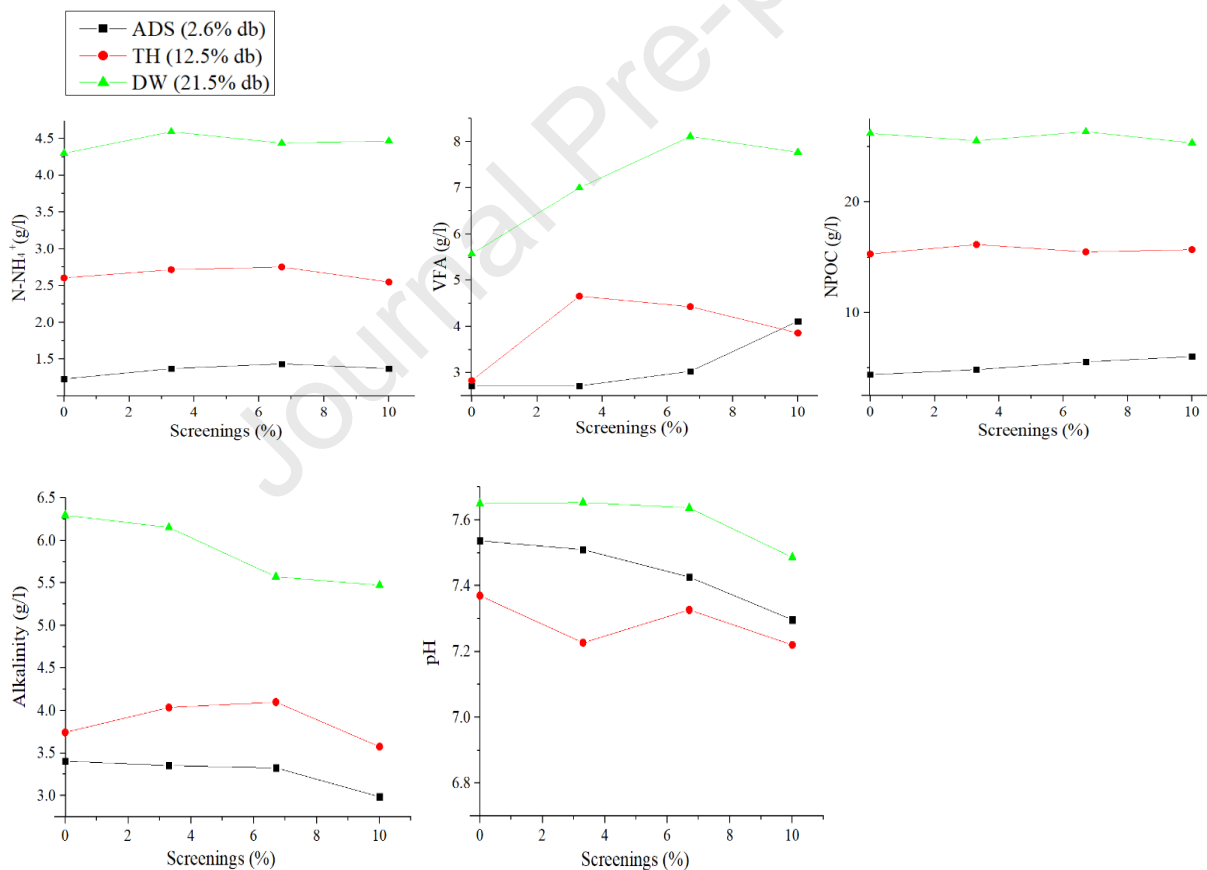 ADS (2.6% db)
TH (12.5% db)
DW (21.5% db)
Journal Pre-p
N-NH₄⁺(g/l)
4.5
4.0
3.5
3.0
2.5
2.0
1.5
0 2 4 6 8 10
Screenings (%)
VFA (g/l)
8
7
6
5
4
3
0 2 4 6 8 10
Screenings (%)
NPOC (g/l)
20
10
0 2 4 6 8 10
Screenings (%)
Alkalinity (g/l)
6.5
6.0
5.5
5.0
4.5
4.0
3.5
3.0
0 2 4 6 8 10
Screenings (%)
pH
7.6
7.4
7.2
7.0
6.8
0 2 4 6 8 10
Screenings (%)